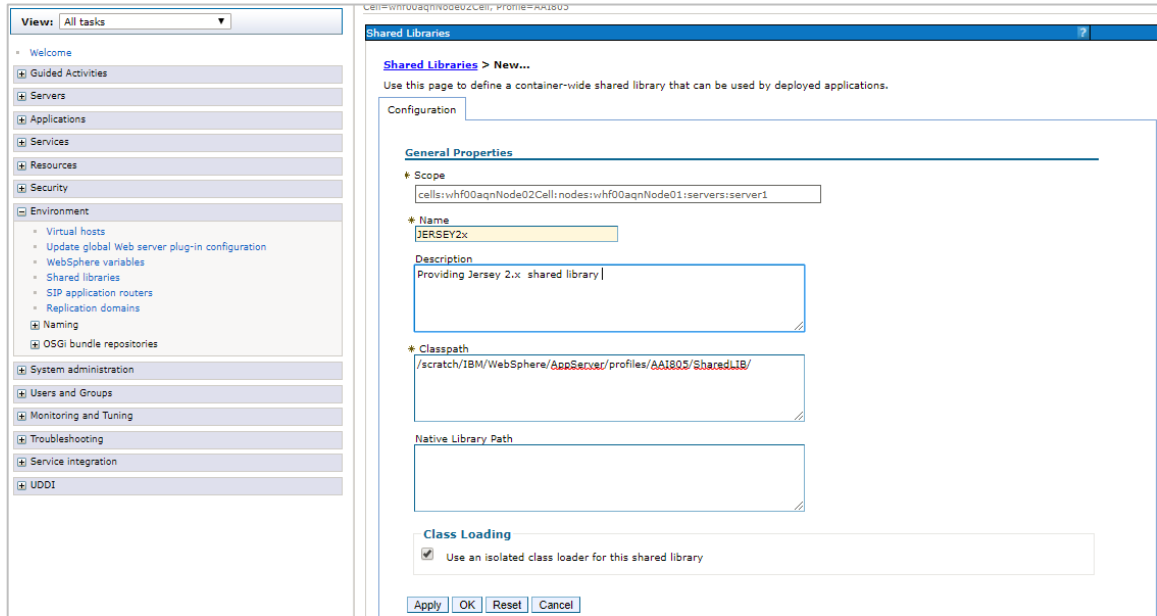 Cell=whf00aqnNode02Cell, Profile=AAI805
View: All tasks
Welcome
Guided Activities
Servers
Applications
Services
Resources
Security
Environment
Virtual hosts
Update global Web server plug-in configuration
WebSphere variables
Shared libraries
SIP application routers
Replication domains
Naming
OSGi bundle repositories
System administration
Users and Groups
Monitoring and Tuning
Troubleshooting
Service integration
UDDI
Shared Libraries ?
Shared Libraries > New...
Use this page to define a container-wide shared library that can be used by deployed applications.
Configuration
General Properties
* Scope
cells:whf00aqnNode02Cell:nodes:whf00aqnNode01:servers:server1
* Name
JERSEY2x
Description
Providing Jersey 2.x shared library
* Classpath
/scratch/IBM/WebSphere/AppServer/profiles/AAI805/SharedLIB/
Native Library Path
Class Loading
Use an isolated class loader for this shared library
Apply OK Reset Cancel